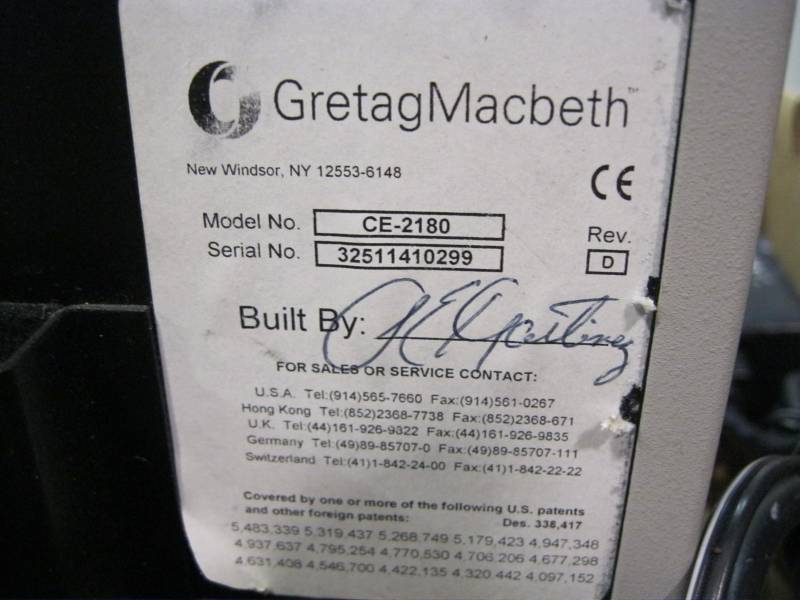 GretagMacbeth™
New Windsor, NY 12553-6148
CE
Model No. CE-2180
Rev.
Serial No. 32511410299
D
Built By:
FOR SALES OR SERVICE CONTACT:
U.S.A. Tel:(914)565-7660 Fax:(914)561-0267
Hong Kong Tel:(852)2368-7738 Fax:(852)2368-671
U.K. Tel:(44)161-926-9322 Fax:(44)161-926-9835
Germany Tel:(49)89-85707-0 Fax:(49)89-85707-111
Switzerland Tel:(41)1-842-24-00 Fax:(41)1-842-22-22
Covered by one or more of the following U.S. patents
and other foreign patents: Des. 338,417
5,483,339 5,319,437 5,268,749 5,179,423 4,947,348
4,937,637 4,795,254 4,770,530 4,706,206 4,677,298
4,631,408 4,546,700 4,422,135 4,320,442 4,097,152